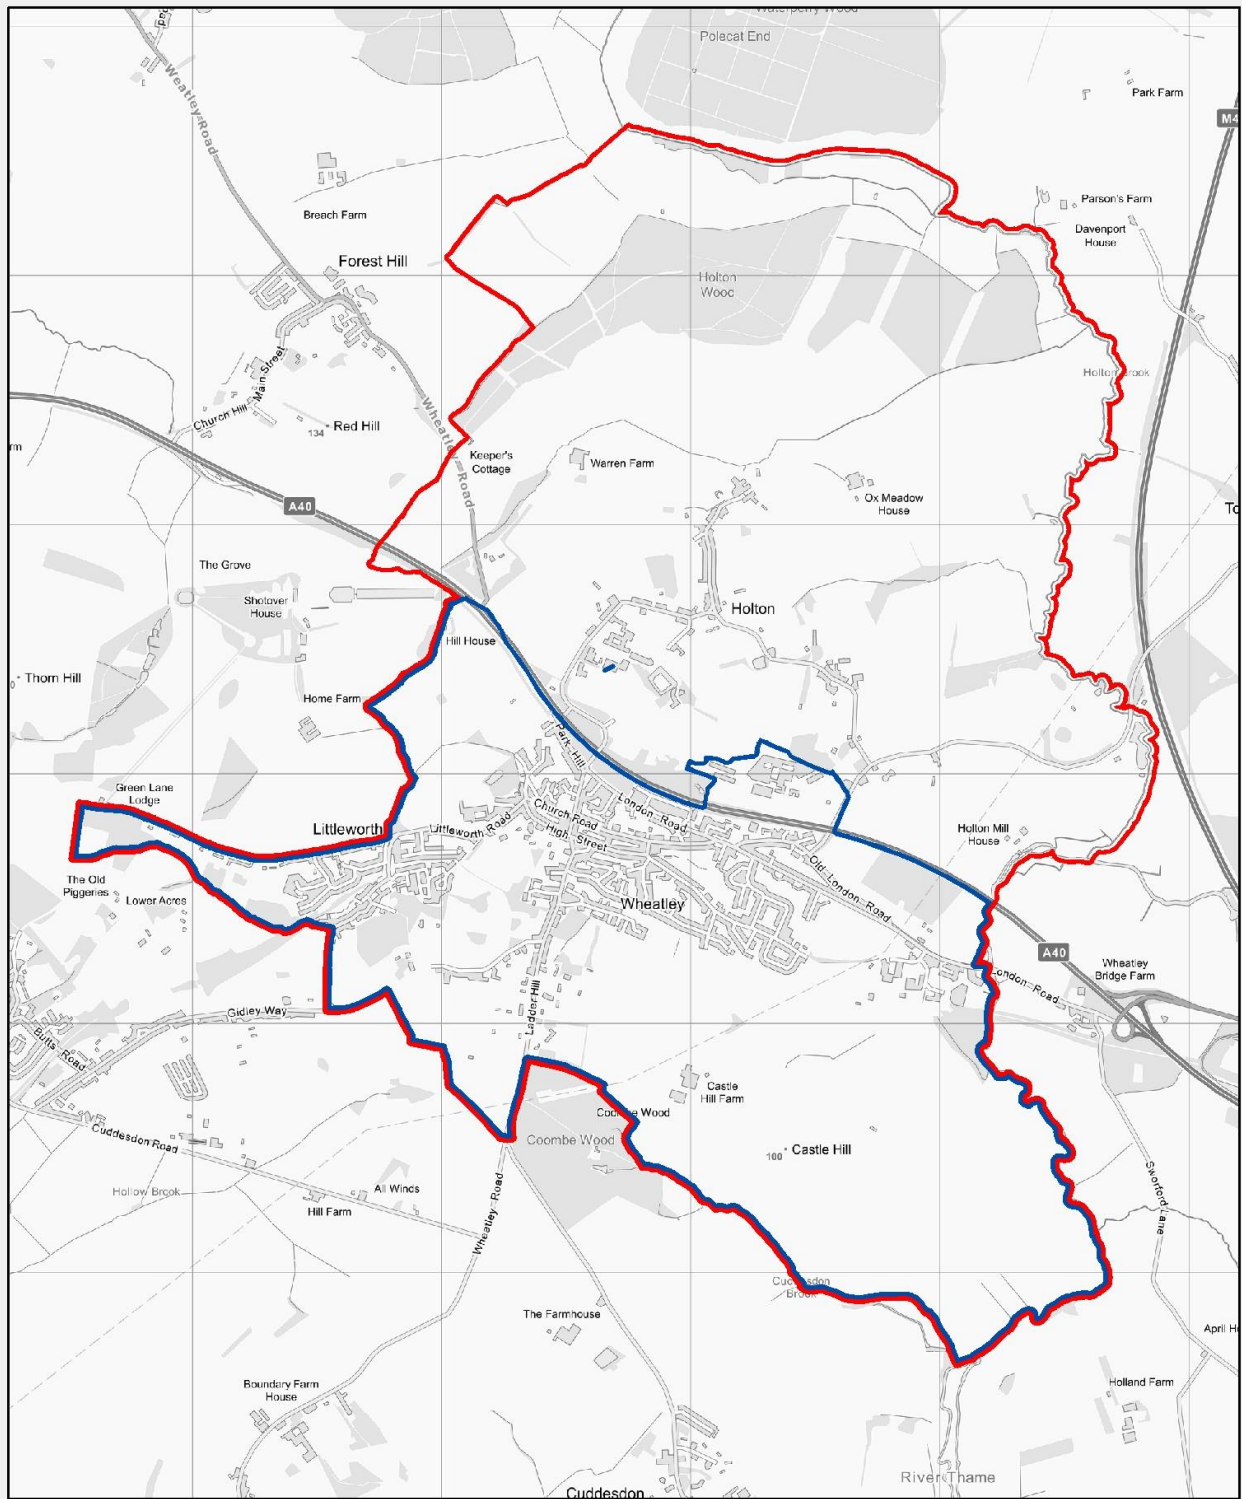 Waterperry Wood
Polecat End
Park Farm
Weatley Road
M4
Breach Farm
Parson's Farm
Davenport
House
Forest Hill
Holton
Wood
Main Street
Holton Brook
Church Hill
Wheatley Road
134
Red Hill
rm
Keeper's
Cottage
Warren Farm
A40
Ox Meadow
House
To
The Grove
Shotover
House
Holton
Hill House
Thorn Hill
Home Farm
Park Hill
Green Lane
Lodge
London Road
Church Road
High Street
Littleworth
Littleworth Road
Holton Mill
House
Old London Road
The Old
Piggeries
Lower Acres
Wheatley
A40
London Road
Wheatley
Bridge Farm
Ladder Hill
Gidley Way
Butts Road
Castle
Hill Farm
Coombe Wood
Coombe Wood
Cuddesdon Road
100
Castle Hill
Hollow Brook
All Winds
Hill Farm
Wheatley Road
Sworford Lane
Cuddesdon
Brook
The Farmhouse
April H
Boundary Farm
House
Holland Farm
River Thame
Cuddesdon